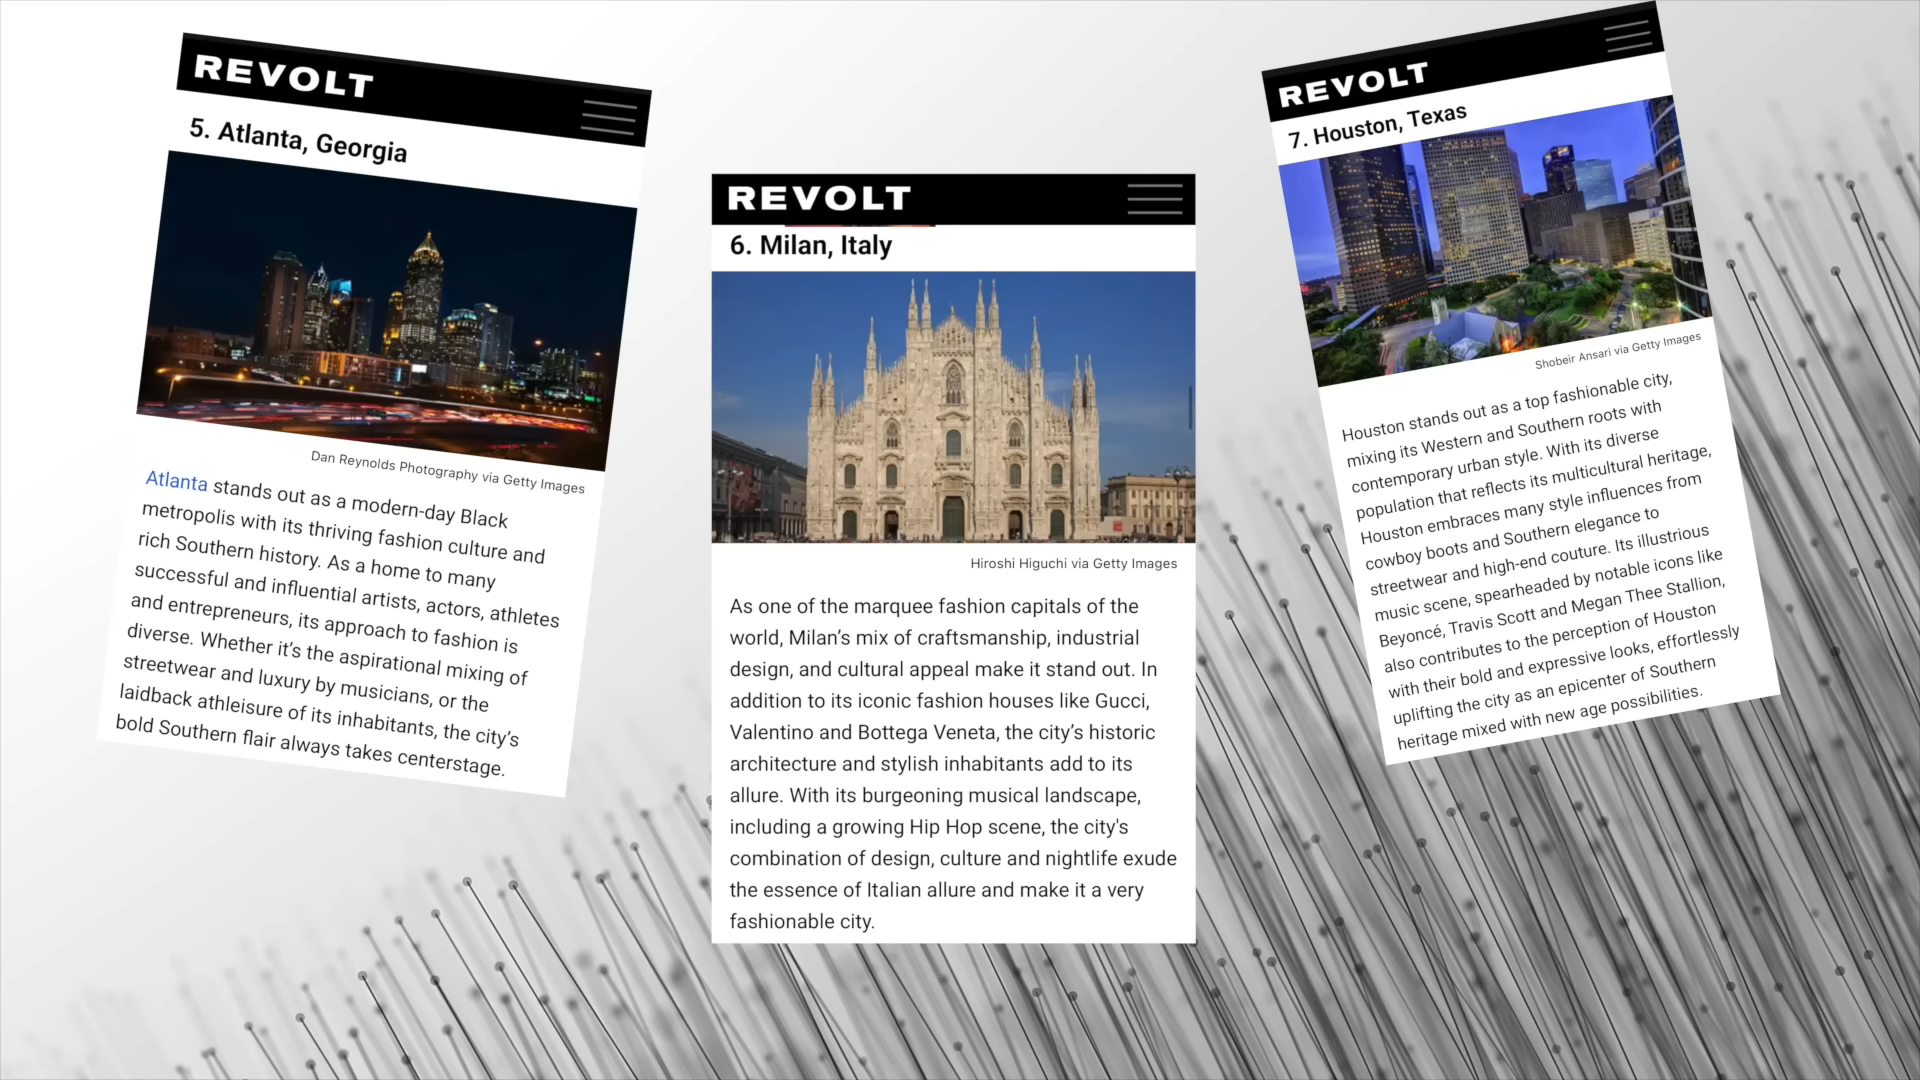 REVOLT
5. Atlanta, Georgia
Dan Reynolds Photography via Getty Images
Atlanta stands out as a modern-day Black
metropolis with its thriving fashion culture and
rich Southern history. As a home to many
successful and influential artists, actors, athletes
and entrepreneurs, its approach to fashion is
diverse. Whether it’s the aspirational mixing of
streetwear and luxury by musicians, or the
laidback athleisure of its inhabitants, the city’s
bold Southern flair always takes centerstage.
REVOLT
6. Milan, Italy
Hiroshi Higuchi via Getty Images
As one of the marquee fashion capitals of the
world, Milan’s mix of craftsmanship, industrial
design, and cultural appeal make it stand out. In
addition to its iconic fashion houses like Gucci,
Valentino and Bottega Veneta, the city’s historic
architecture and stylish inhabitants add to its
allure. With its burgeoning musical landscape,
including a growing Hip Hop scene, the city's
combination of design, culture and nightlife exude
the essence of Italian allure and make it a very
fashionable city.
REVOLT
7. Houston, Texas
Shobeir Ansari via Getty Images
Houston stands out as a top fashionable city,
mixing its Western and Southern roots with
contemporary urban style. With its diverse
population that reflects its multicultural heritage,
Houston embraces many style influences from
cowboy boots and Southern elegance to
streetwear and high-end couture. Its illustrious
music scene, spearheaded by notable icons like
Beyoncé, Travis Scott and Megan Thee Stallion,
also contributes to the perception of Houston
with their bold and expressive looks, effortlessly
uplifting the city as an epicenter of Southern
heritage mixed with new age possibilities.